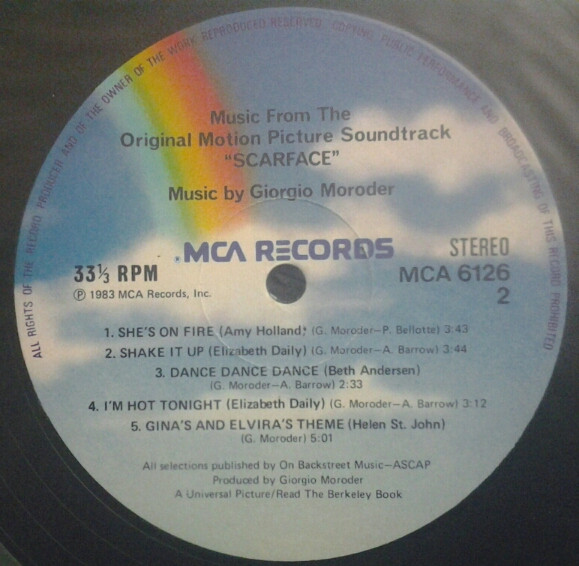 ALL RIGHTS OF THE RECORD PRODUCER AND OF THE OWNER OF THE WORK REPRODUCED RESERVED. COPYING, PUBLIC PERFORMANCE AND BROADCASTING OF THIS RECORD PROHIBITED
Music From The
Original Motion Picture Soundtrack
"SCARFACE"
Music by Giorgio Moroder
MCA RECORDS
33⅓ RPM
STEREO
℗ 1983 MCA Records, Inc.
MCA 6126
2
1. SHE'S ON FIRE (Amy Holland) (G. Moroder–P. Bellotte) 3:43
2. SHAKE IT UP (Elizabeth Daily) (G. Moroder–A. Barrow) 3:44
3. DANCE DANCE DANCE (Beth Andersen)
(G. Moroder–A. Barrow) 2:33
4. I'M HOT TONIGHT (Elizabeth Daily) (G. Moroder–A. Barrow) 3:12
5. GINA'S AND ELVIRA'S THEME (Helen St. John)
(G. Moroder) 5:01
All selections published by On Backstreet Music–ASCAP
Produced by Giorgio Moroder
A Universal Picture/Read The Berkeley Book